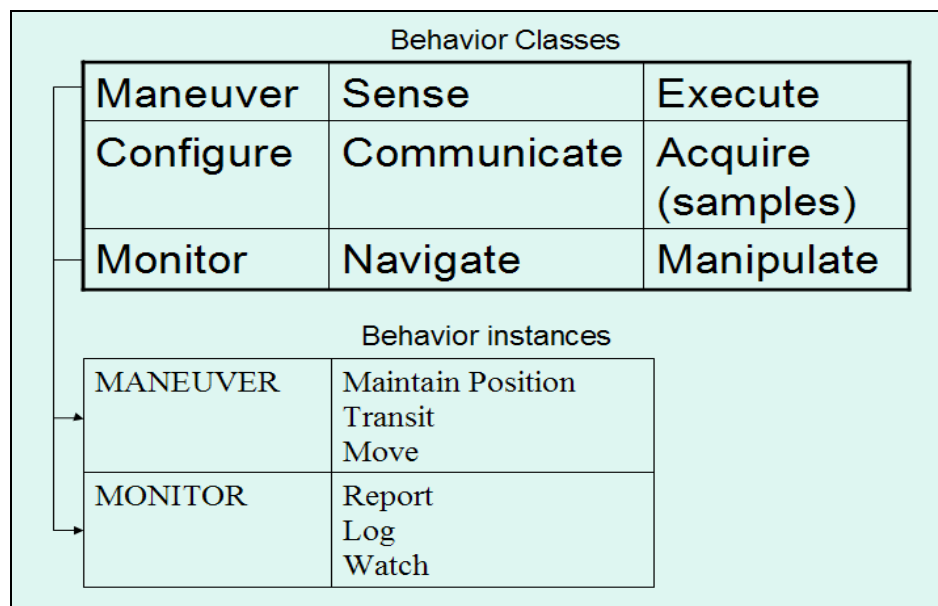 Behavior Classes
Maneuver Sense Execute
Configure Communicate Acquire
(samples)
Monitor Navigate Manipulate
Behavior instances
MANEUVER Maintain Position
Transit
Move
MONITOR Report
Log
Watch